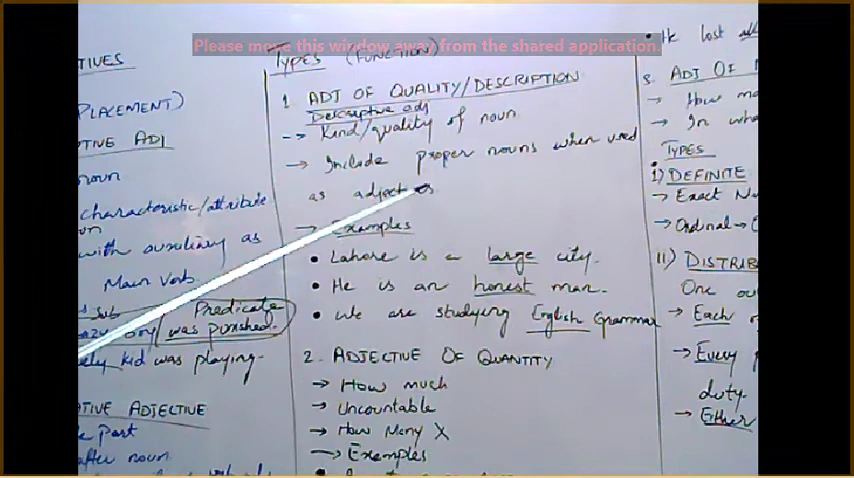 Please move this window away from the shared application.
TIVES
PLACEMENT)
TIVE ADJ
noun
characteristic/attribute
with auxiliary as
Main Verb.
Predicate
boy was punished.
kid was playing.
ATIVE ADJECTIVE
Part
after noun
TYPES (FUNCTION)
1. ADJ OF QUALITY/DESCRIPTION
Descriptive adj
--> Kind/quality of noun
→ Include proper nouns when used
as adjectives
→ Examples
• Lahore is a large city.
• He is an honest man.
• We are studying English Grammar
2. ADJECTIVE OF QUANTITY
→ How much
→ Uncountable
→ How Many X
→ Examples
• He lost all
3. ADJ OF
→ How
→ In
TYPES
I) DEFINITE
→ Exact
→ Ordinal →
II) DISTRIB
One
→ Each
→ Every
duty.
→ Either